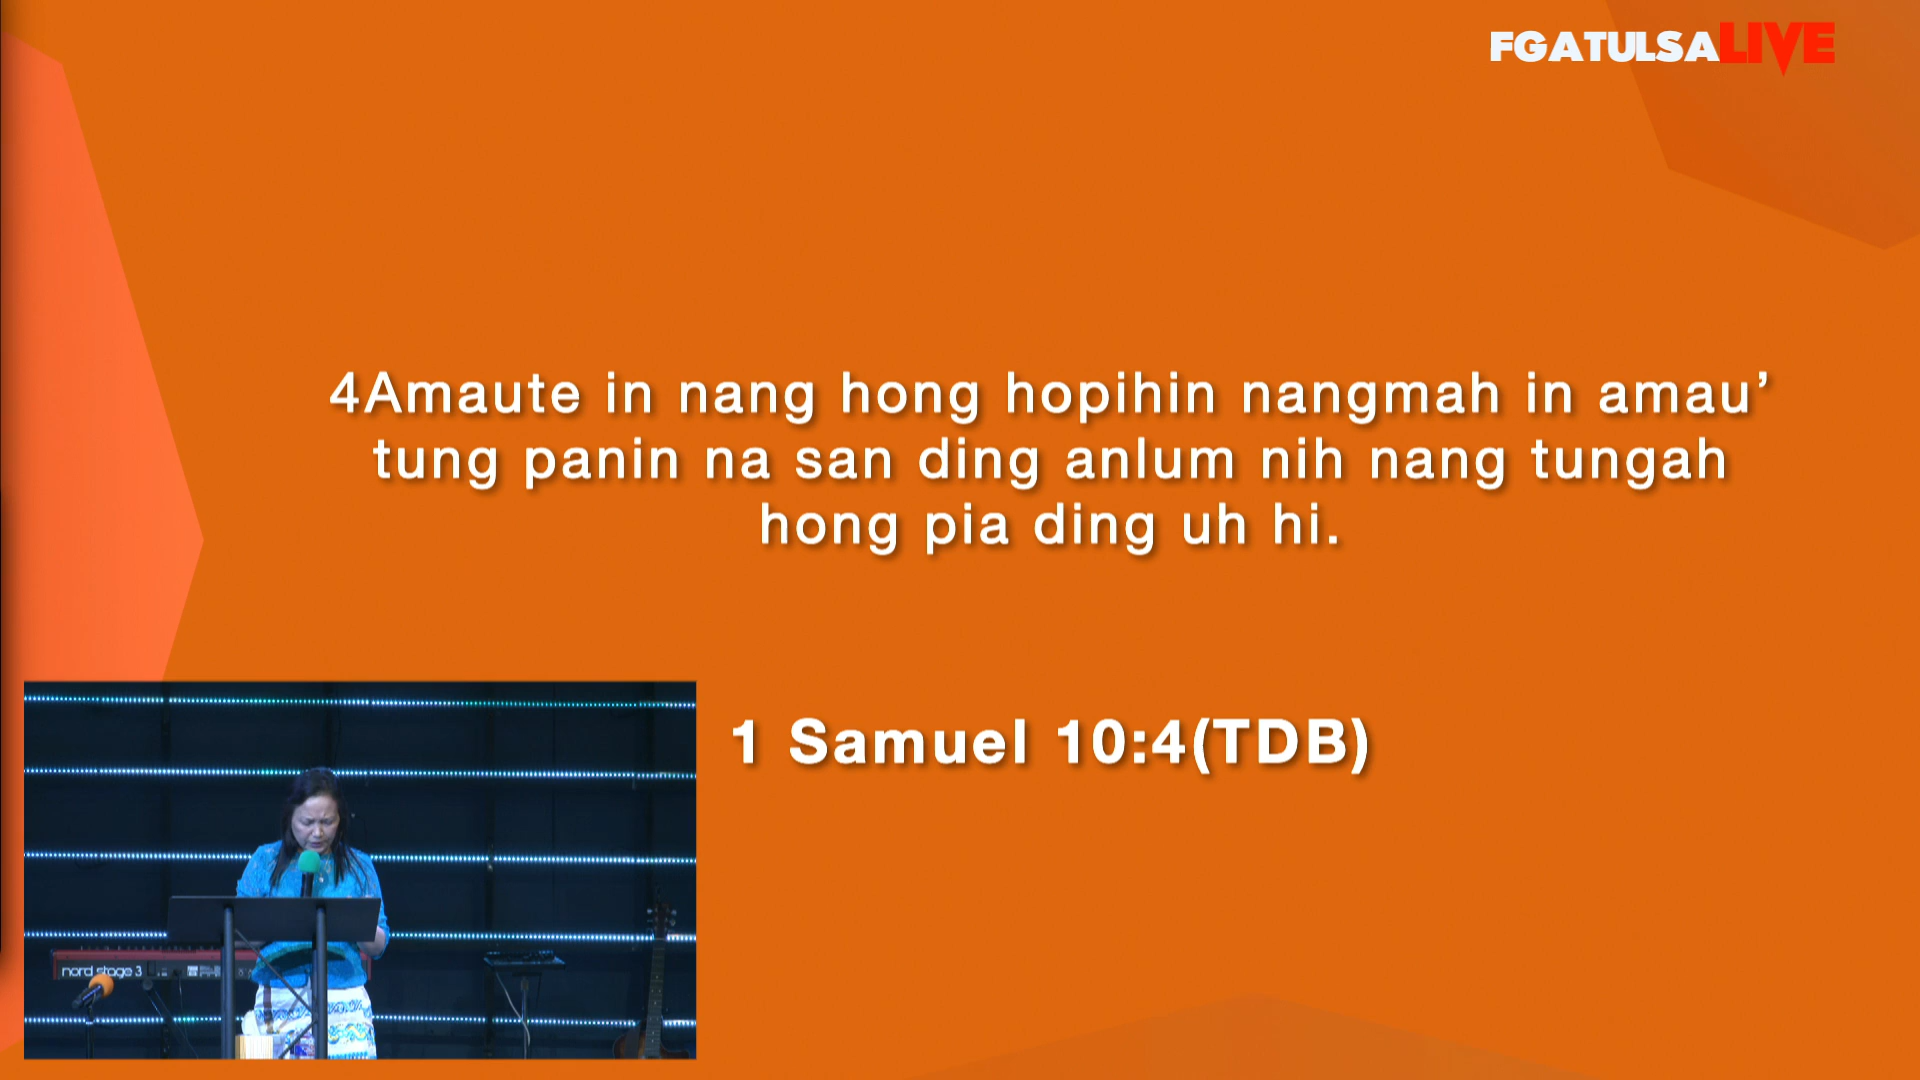 FGATULSALIVE
4Amaute in nang hong hopihin nangmah in amau’
tung panin na san ding anlum nih nang tungah
hong pia ding uh hi.
1 Samuel 10:4(TDB)
nord stage 3